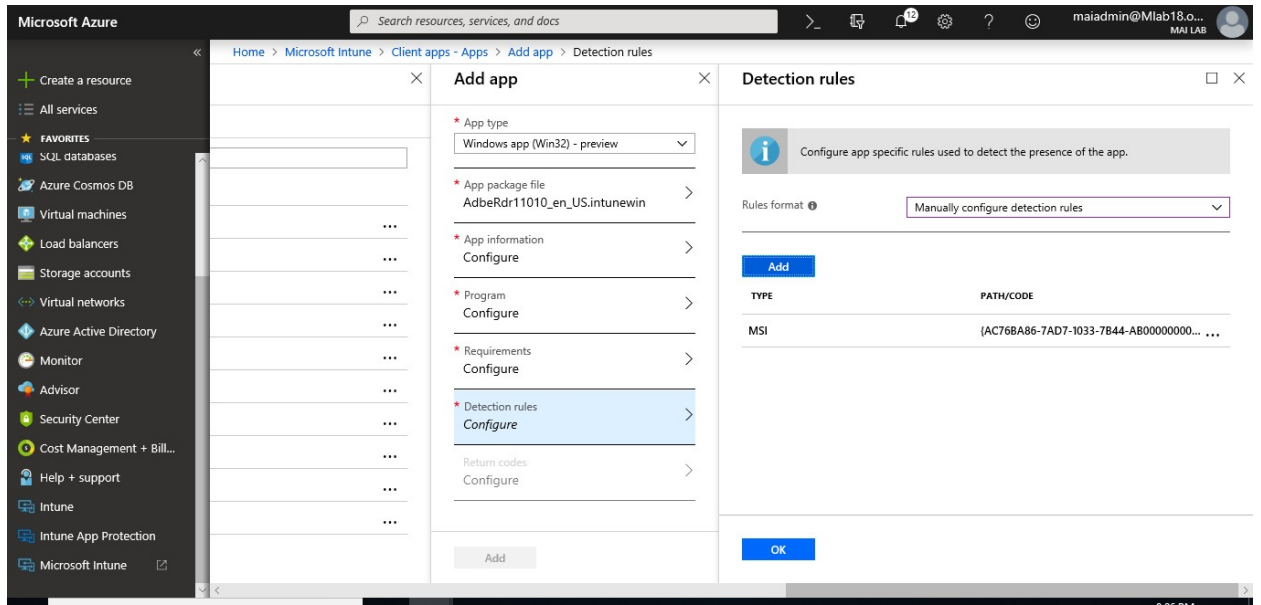 Microsoft Azure
Search resources, services, and docs
>_
12
?
maiadmin@Mlab18.o...
MAI LAB
«
Home > Microsoft Intune > Client apps - Apps > Add app > Detection rules
Create a resource
All services
FAVORITES
SQL databases
Azure Cosmos DB
Virtual machines
Load balancers
Storage accounts
Virtual networks
Azure Active Directory
Monitor
Advisor
Security Center
Cost Management + Bill...
Help + support
Intune
Intune App Protection
Microsoft Intune
...
...
...
...
...
...
...
...
...
...
Add app
* App type
Windows app (Win32) - preview
* App package file
AdbeRdr11010_en_US.intunewin
* App information
Configure
* Program
Configure
* Requirements
Configure
* Detection rules
Configure
Return codes
Configure
Add
Detection rules
Configure app specific rules used to detect the presence of the app.
Rules format
Manually configure detection rules
Add
TYPE PATH/CODE
MSI {AC76BA86-7AD7-1033-7B44-AB00000000... ...
OK